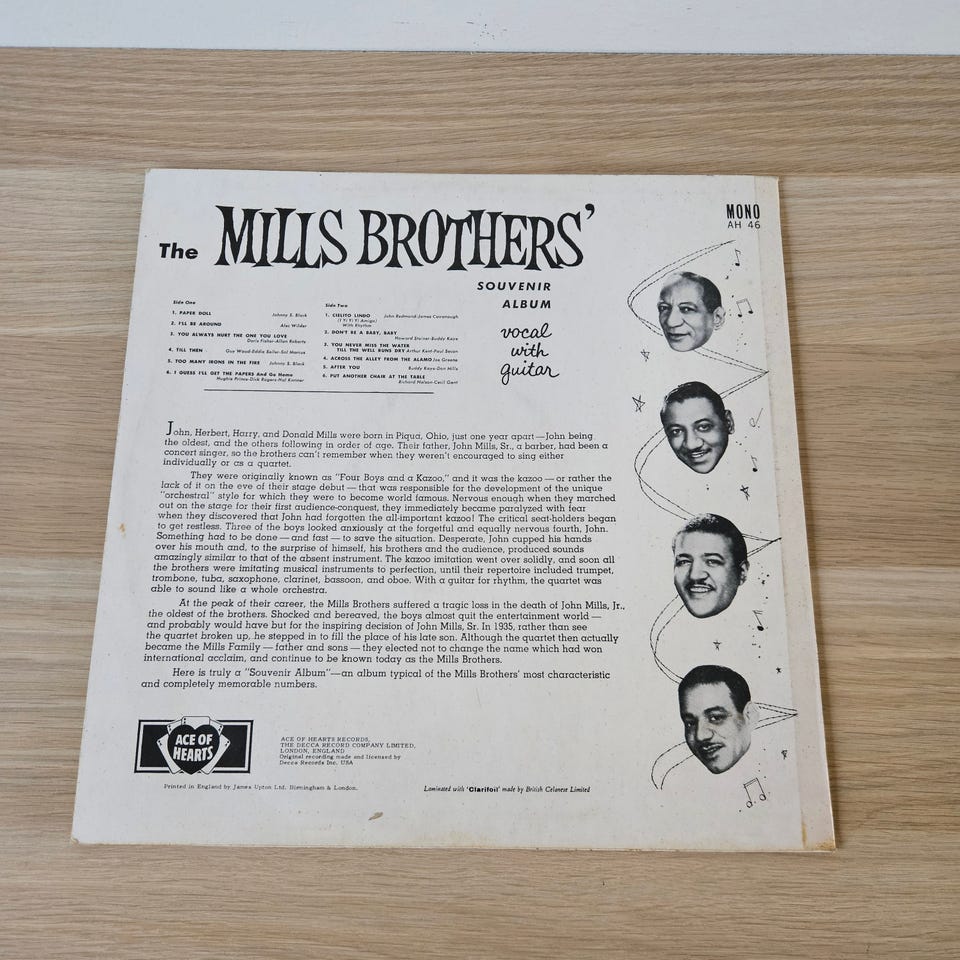 The MILLS BROTHERS'
MONO
AH 46
SOUVENIR
ALBUM
vocal
with
guitar
Side One
1. PAPER DOLL Johnny S. Black
2. I'LL BE AROUND Alec Wilder
3. YOU ALWAYS HURT THE ONE YOU LOVE
Doris Fisher-Allan Roberts
4. TILL THEN Guy Wood-Eddie Seiler-Sol Marcus
5. TOO MANY IRONS IN THE FIRE Johnny S. Black
6. I GUESS I'LL GET THE PAPERS And Go Home
Hughie Prince-Dick Rogers-Hal Kanner
Side Two
1. CIELITO LINDO John Redmond-James Cavanaugh
(I Yi Yi Yi Amigo)
With Rhythm
2. DON'T BE A BABY, BABY
Howard Steiner-Buddy Kaye
3. YOU NEVER MISS THE WATER
TILL THE WELL RUNS DRY Arthur Kent-Paul Secon
4. ACROSS THE ALLEY FROM THE ALAMO Joe Greene
5. AFTER YOU Buddy Kaye-Don Mills
6. PUT ANOTHER CHAIR AT THE TABLE
Richard Nelson-Cecil Gant
John, Herbert, Harry, and Donald Mills were born in Piqua, Ohio, just one year apart—John being
the oldest, and the others following in order of age. Their father, John Mills, Sr., a barber, had been a
concert singer, so the brothers can't remember when they weren't encouraged to sing either
individually or as a quartet.
They were originally known as "Four Boys and a Kazoo," and it was the kazoo — or rather the
lack of it on the eve of their stage debut — that was responsible for the development of the unique
"orchestral" style for which they were to become world famous. Nervous enough when they marched
out on the stage for their first audience-conquest, they immediately became paralyzed with fear
when they discovered that John had forgotten the all-important kazoo! The critical seat-holders began
to get restless. Three of the boys looked anxiously at the forgetful and equally nervous fourth, John.
Something had to be done — and fast — to save the situation. Desperate, John cupped his hands
over his mouth and, to the surprise of himself, his brothers and the audience, produced sounds
amazingly similar to that of the absent instrument. The kazoo imitation went over solidly, and soon all
the brothers were imitating musical instruments to perfection, until their repertoire included trumpet,
trombone, tuba, saxophone, clarinet, bassoon, and oboe. With a guitar for rhythm, the quartet was
able to sound like a whole orchestra.
At the peak of their career, the Mills Brothers suffered a tragic loss in the death of John Mills, Jr.,
the oldest of the brothers. Shocked and bereaved, the boys almost quit the entertainment world —
and probably would have but for the inspiring decision of John Mills, Sr. In 1935, rather than see
the quartet broken up, he stepped in to fill the place of his late son. Although the quartet then actually
became the Mills Family — father and sons — they elected not to change the name which had won
international acclaim, and continue to be known today as the Mills Brothers.
Here is truly a "Souvenir Album"—an album typical of the Mills Brothers' most characteristic
and completely memorable numbers.
ACE OF
HEARTS
ACE OF HEARTS RECORDS,
THE DECCA RECORD COMPANY LIMITED,
LONDON, ENGLAND
Original recording made and licensed by
Decca Records Inc. USA
Printed in England by James Upton Ltd. Birmingham & London.
Laminated with 'Clarifoil' made by British Celanese Limited